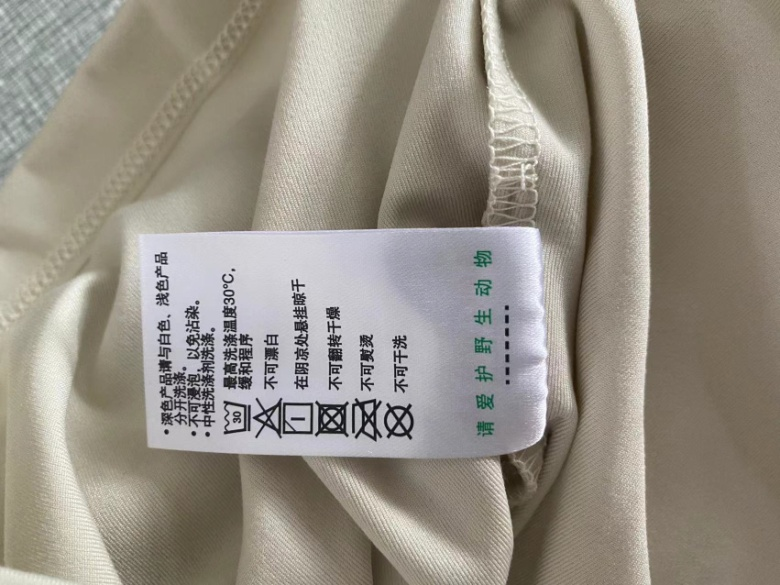 • 深色产品请与白色、浅色产品
分开洗涤。
• 不可浸泡，以免沾染。
• 中性洗涤剂洗涤。
30
最高洗涤温度30℃，
缓和程序
不可漂白
在阴凉处悬挂晾干
不可翻转干燥
不可熨烫
不可干洗
请爱护野生动物